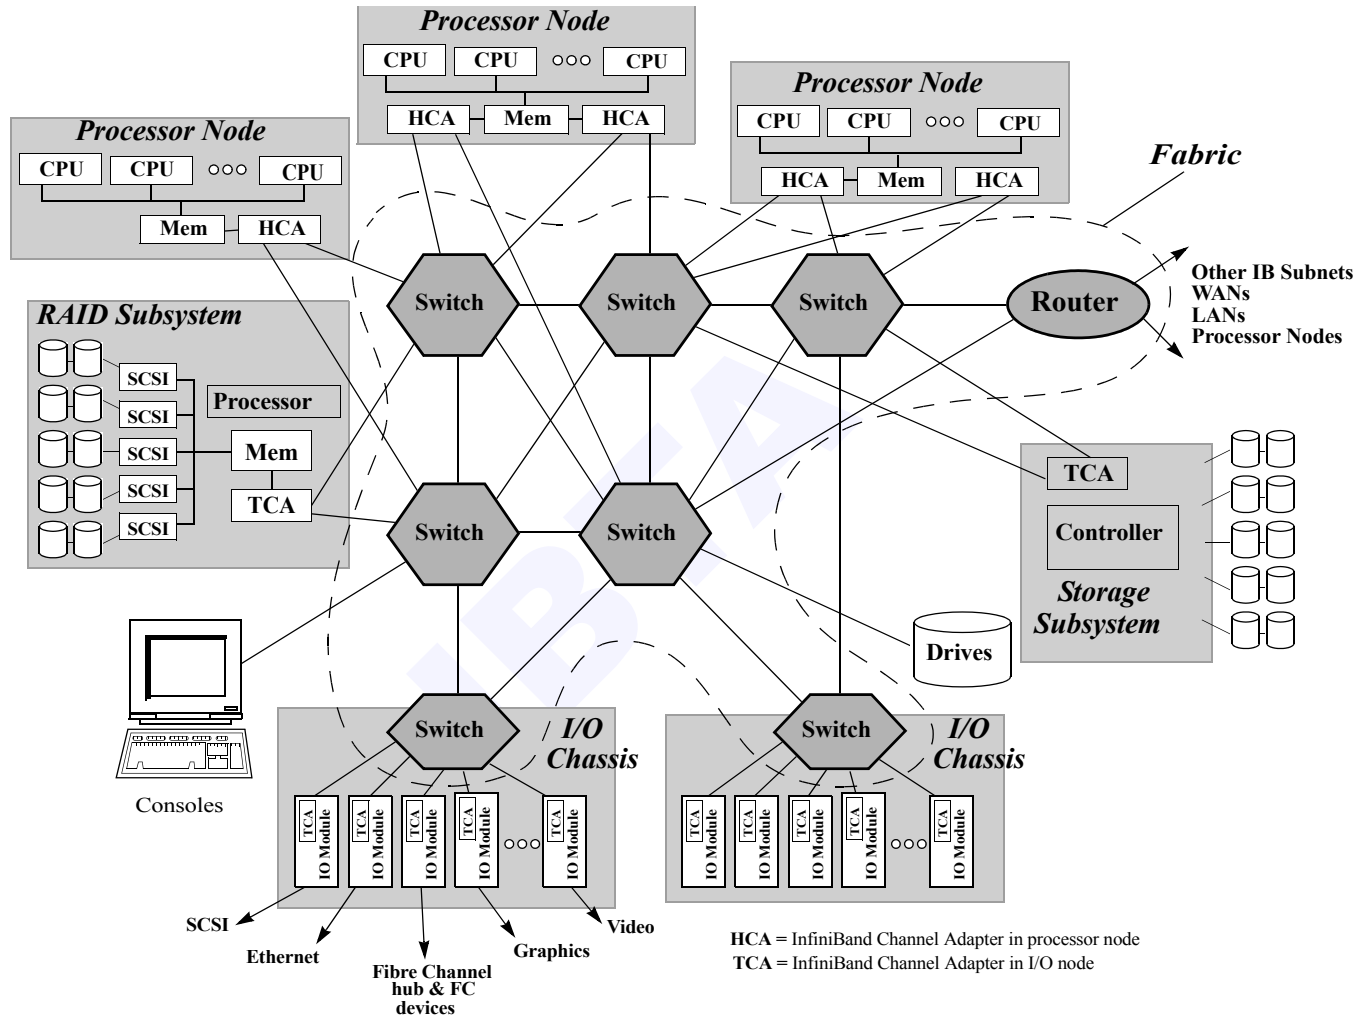 Processor Node
CPU CPU CPU
HCA Mem HCA
Processor Node
CPU CPU CPU
HCA Mem HCA
Processor Node
CPU CPU CPU
Mem HCA
Fabric
Switch
Switch
Switch
Router
Other IB Subnets
WANs
LANs
Processor Nodes
RAID Subsystem
SCSI
SCSI
SCSI
SCSI
SCSI
Processor
Mem
TCA
Switch
Switch
TCA
Controller
Storage
Subsystem
Drives
IBTA
Consoles
Switch
I/O
Chassis
TCA
IO Module
TCA
IO Module
TCA
IO Module
TCA
IO Module
TCA
IO Module
SCSI
Ethernet
Fibre Channel
hub & FC
devices
Graphics
Video
Switch
I/O
Chassis
TCA
IO Module
TCA
IO Module
TCA
IO Module
TCA
IO Module
TCA
IO Module
HCA = InfiniBand Channel Adapter in processor node
TCA = InfiniBand Channel Adapter in I/O node